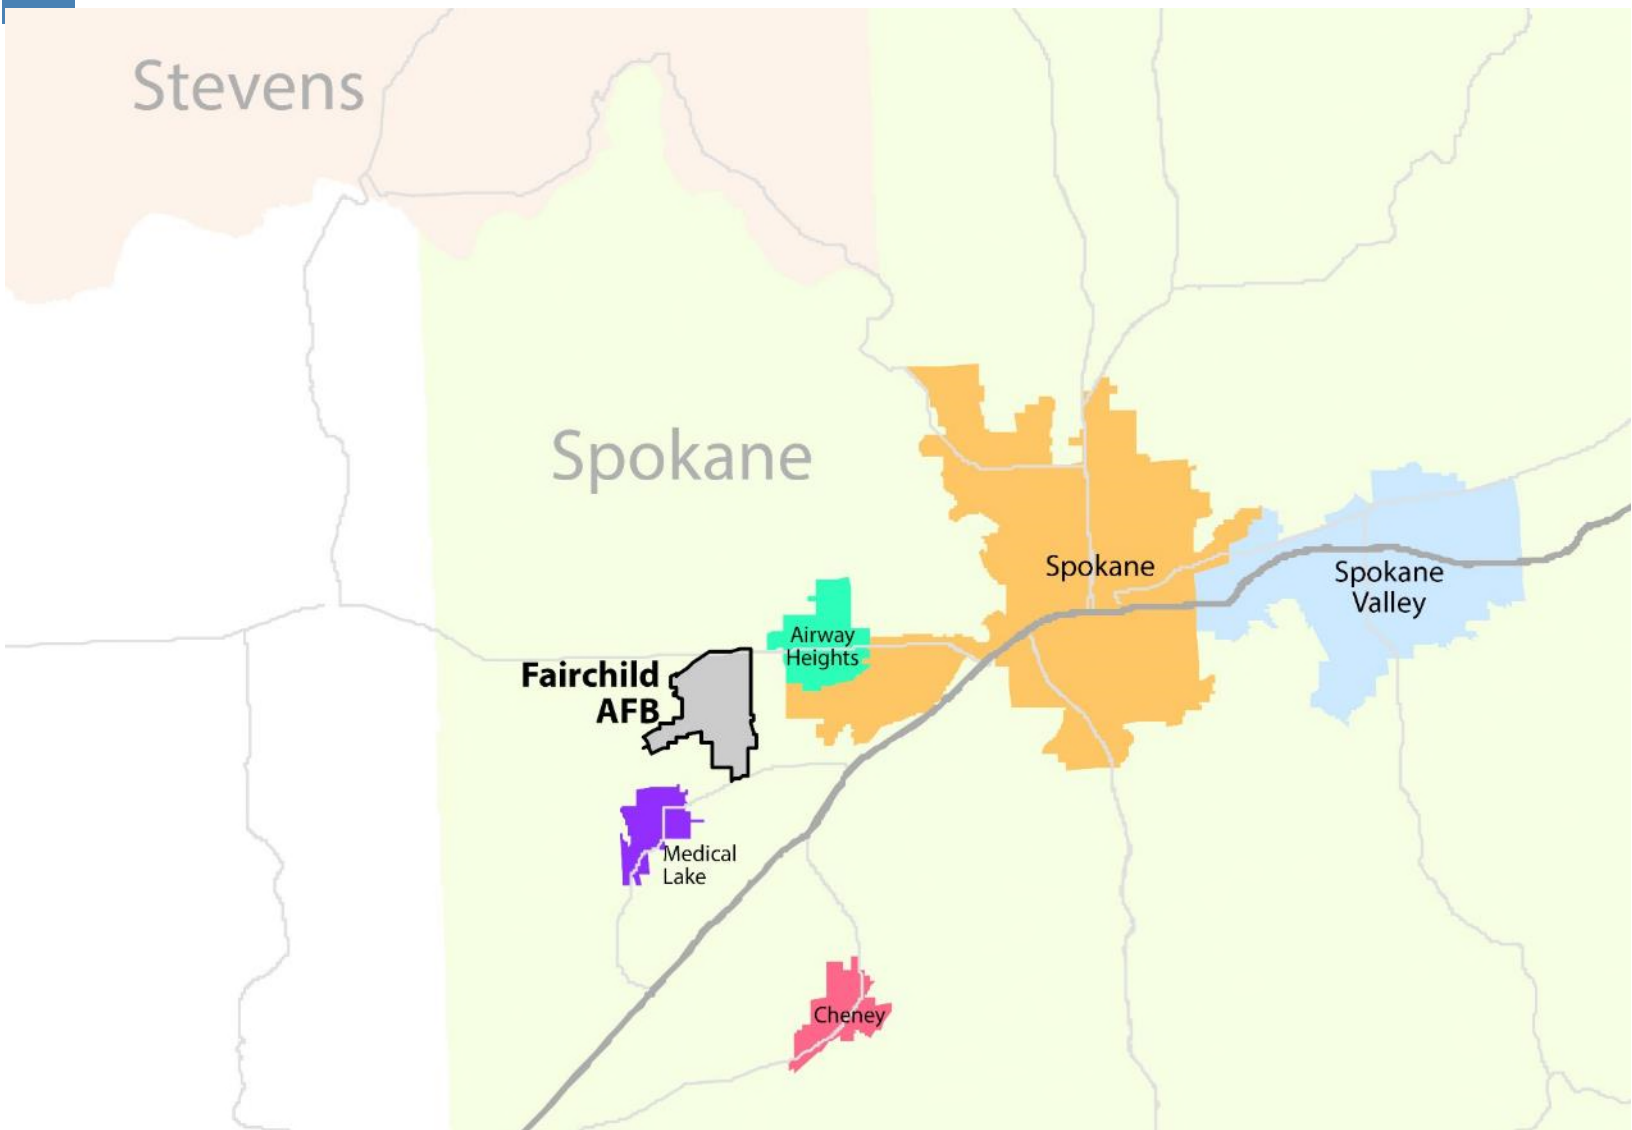 Stevens
Spokane
Spokane
Spokane
Valley
Airway
Heights
Fairchild
AFB
Medical
Lake
Cheney